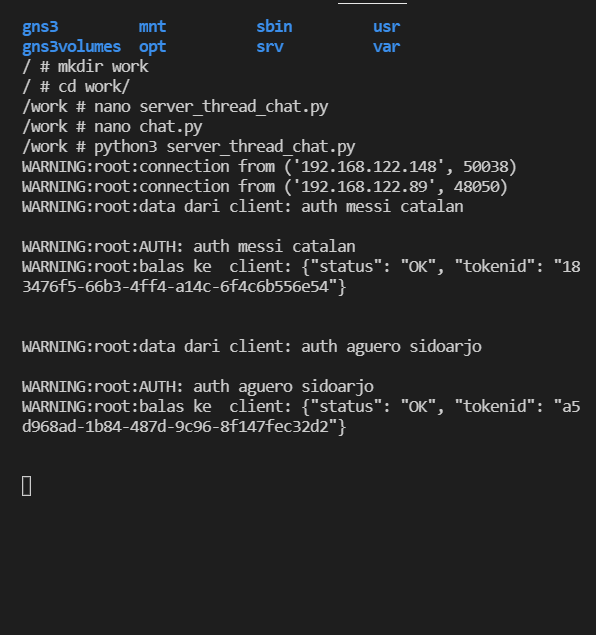 gns3 mnt sbin usr
gns3volumes opt srv var
/ # mkdir work
/ # cd work/
/work # nano server_thread_chat.py
/work # nano chat.py
/work # python3 server_thread_chat.py
WARNING:root:connection from ('192.168.122.148', 50038)
WARNING:root:connection from ('192.168.122.89', 48050)
WARNING:root:data dari client: auth messi catalan
WARNING:root:AUTH: auth messi catalan
WARNING:root:balas ke  client: {"status": "OK", "tokenid": "18
3476f5-66b3-4ff4-a14c-6f4c6b556e54"}
WARNING:root:data dari client: auth aguero sidoarjo
WARNING:root:AUTH: auth aguero sidoarjo
WARNING:root:balas ke  client: {"status": "OK", "tokenid": "a5
d968ad-1b84-487d-9c96-8f147fec32d2"}